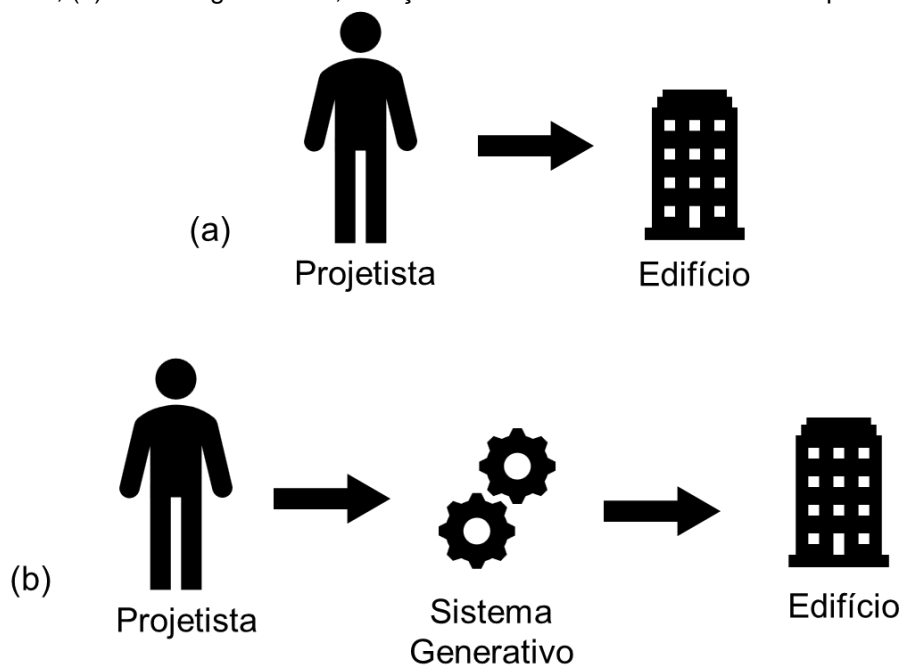 (a)
Projetista
Edifício
(b)
Projetista
Sistema
Generativo
Edifício